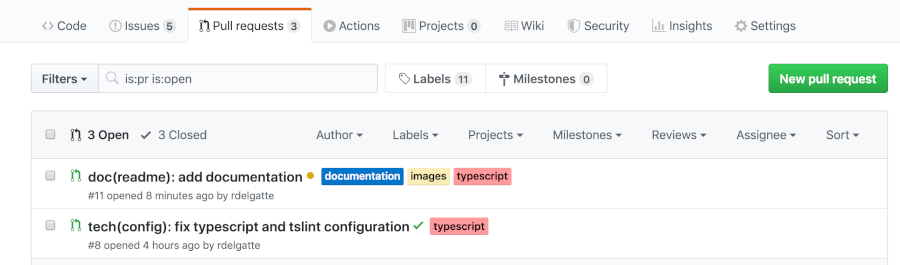 Code Issues 5 Pull requests 3 Actions Projects 0 Wiki Security Insights Settings
Filters is:pr is:open Labels 11 Milestones 0 New pull request
3 Open 3 Closed Author Labels Projects Milestones Reviews Assignee Sort
doc(readme): add documentation documentation images typescript
#11 opened 8 minutes ago by rdelgatte
tech(config): fix typescript and tslint configuration typescript
#8 opened 4 hours ago by rdelgatte